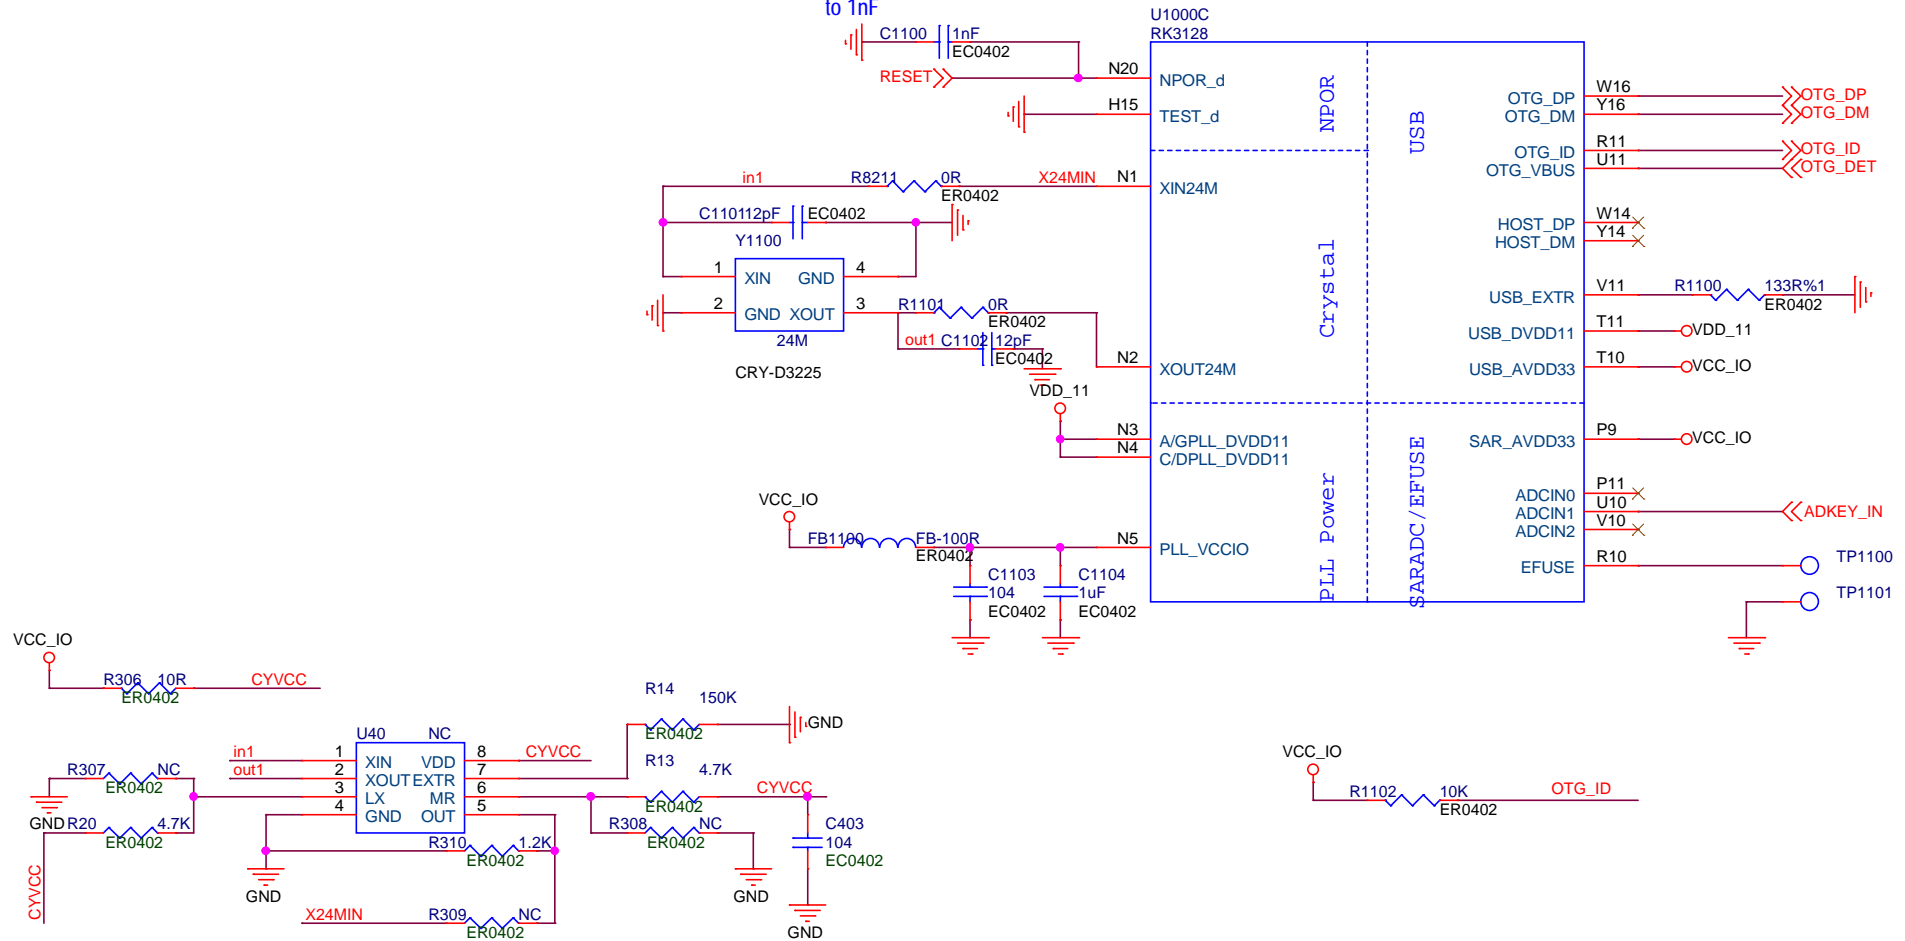 to 1nF
U1000C
RK3128
C1100 1nF
EC0402
RESET
N20 NPOR_d
H15 TEST_d
NPOR
USB
OTG_DP W16 OTG_DP
OTG_DM Y16 OTG_DM
OTG_ID R11 OTG_ID
OTG_VBUS U11 OTG_DET
in1 R8211 0R X24MIN N1 XIN24M
ER0402
C1101 12pF EC0402
Y1100
1 XIN GND 4
2 GND XOUT 3
24M
CRY-D3225
R1101 0R
ER0402
out1 C1102 12pF
EC0402
N2 XOUT24M
Crystal
HOST_DP W14
HOST_DM Y14
USB_EXTR V11 R1100 133R%1
ER0402
USB_DVDD11 T11 VDD_11
USB_AVDD33 T10 VCC_IO
VDD_11
N3 A/GPLL_DVDD11
N4 C/DPLL_DVDD11
SAR_AVDD33 P9 VCC_IO
PLL Power
SARADC/EFUSE
VCC_IO
FB1100 FB-100R
ER0402
N5 PLL_VCCIO
ADCIN0 P11
ADCIN1 U10 ADKEY_IN
ADCIN2 V10
EFUSE R10 TP1100
TP1101
C1103
104
EC0402
C1104
1uF
EC0402
VCC_IO
R306 10R CYVCC
ER0402
R14 150K
ER0402
GND
U40 NC
in1 1 XIN VDD 8 CYVCC
out1 2 XOUT EXTR 7
3 LX MR 6
4 GND OUT 5
R307 NC
ER0402
GND
R20 4.7K
ER0402
CYVCC
R13 4.7K
ER0402
CYVCC
R308 NC
ER0402
GND
C403
104
EC0402
GND
R310 1.2K
ER0402
GND
X24MIN R309 NC
ER0402
VCC_IO
R1102 10K OTG_ID
ER0402